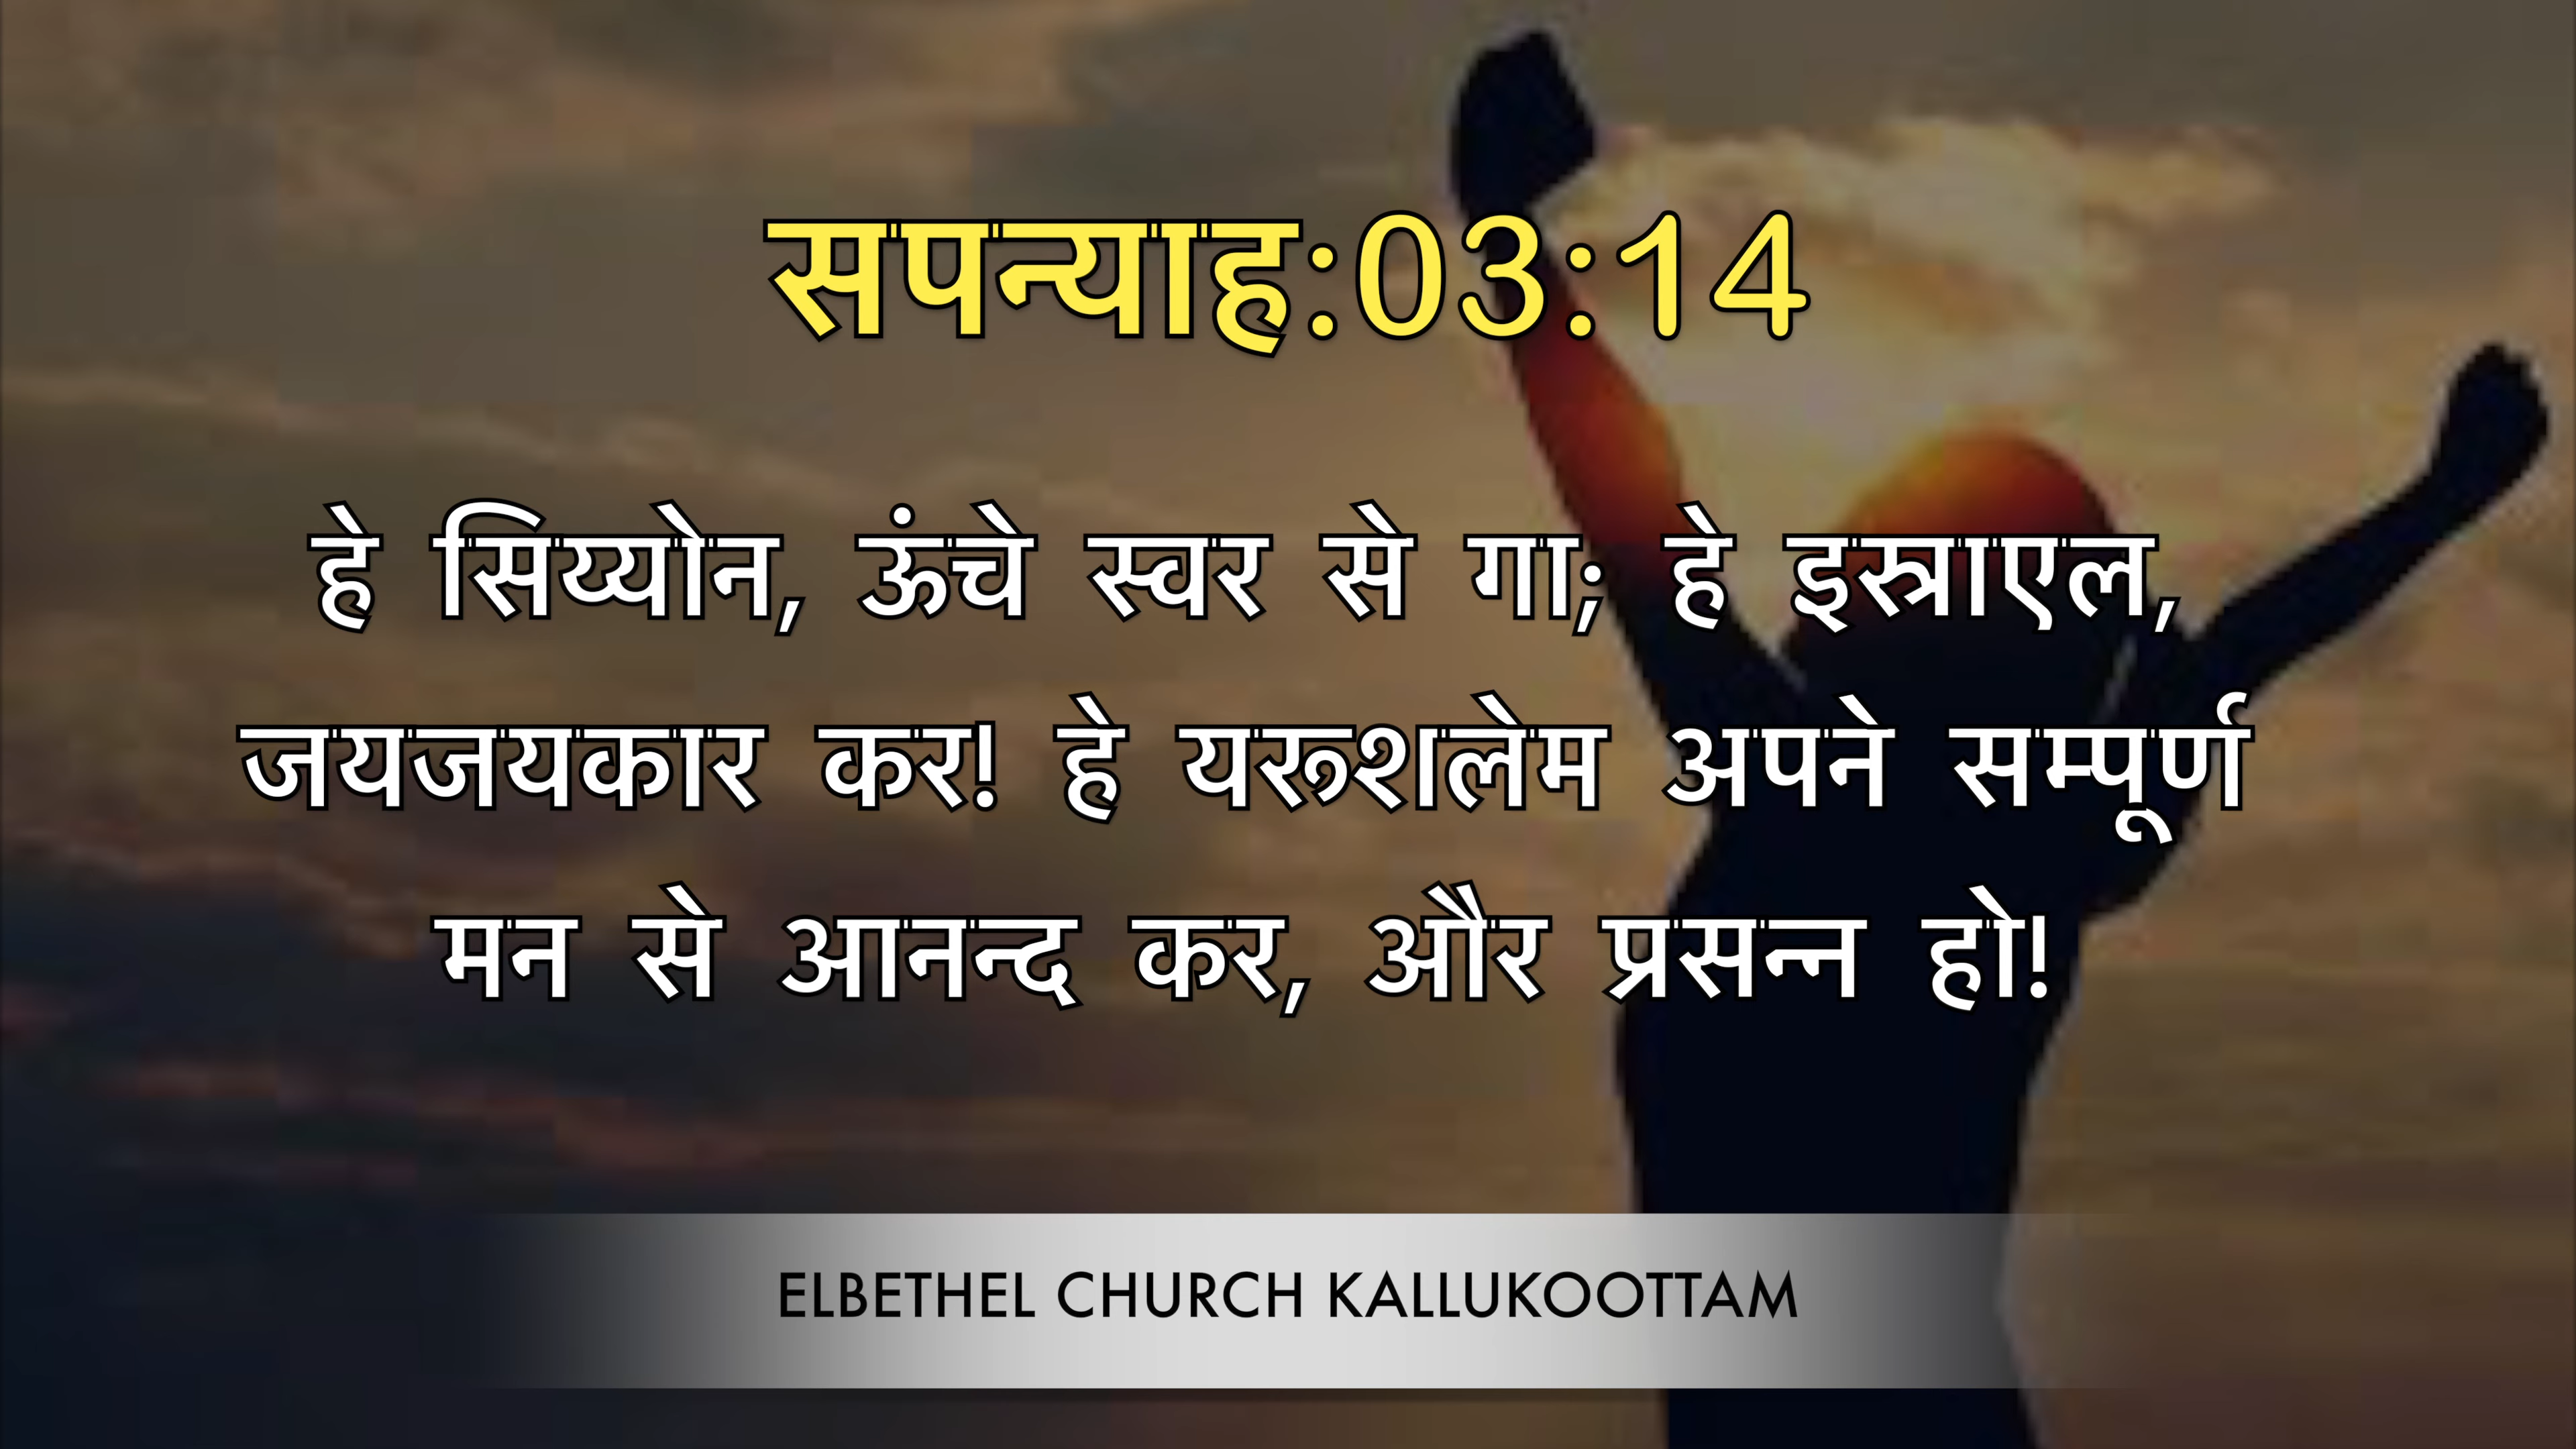 सपन्याह:03:14
हे सिय्योन, ऊंचे स्वर से गा; हे इस्राएल,
जयजयकार कर! हे यरूशलेम अपने सम्पूर्ण
मन से आनन्द कर, और प्रसन्न हो!
ELBETHEL CHURCH KALLUKOOTTAM